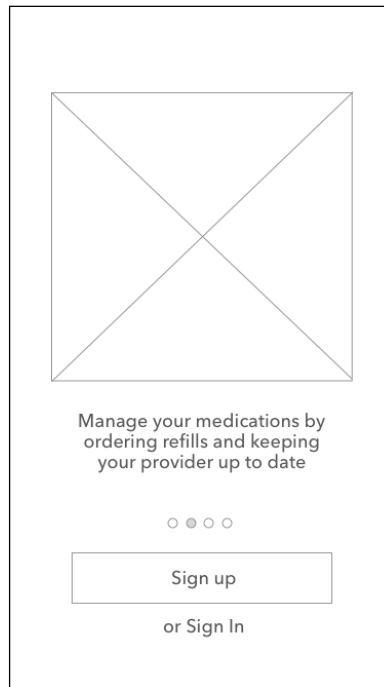 Manage your medications by
ordering refills and keeping
your provider up to date
Sign up
or Sign In